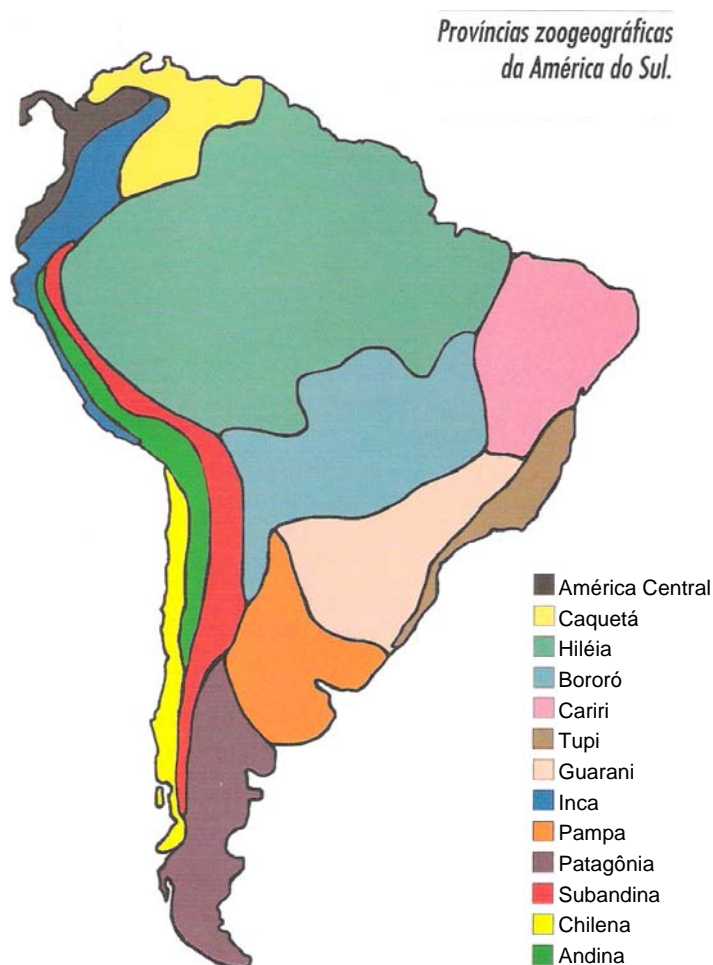 Províncias zoogeográficas
da América do Sul.
América Central
Caquetá
Hiléia
Bororó
Cariri
Tupi
Guarani
Inca
Pampa
Patagônia
Subandina
Chilena
Andina